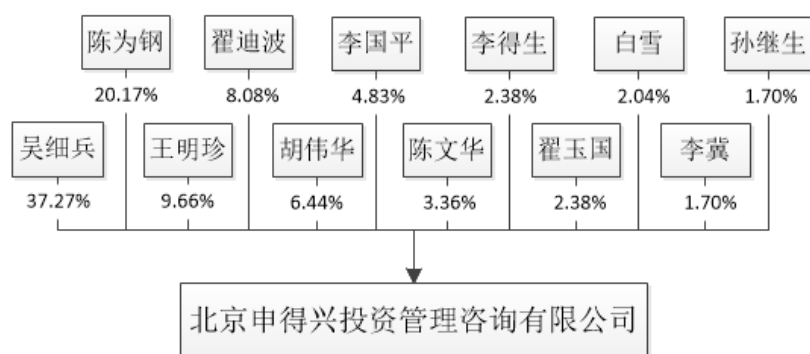 陈为钢 翟迪波 李国平 李得生 白雪 孙继生
20.17% 8.08% 4.83% 2.38% 2.04% 1.70%
吴细兵 王明珍 胡伟华 陈文华 翟玉国 李冀
37.27% 9.66% 6.44% 3.36% 2.38% 1.70%
北京申得兴投资管理咨询有限公司